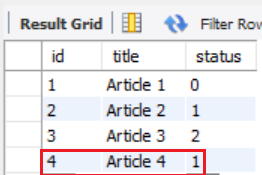 Result Grid Filter Row
id title status
1 Article 1 0
2 Article 2 1
3 Article 3 2
4 Article 4 1